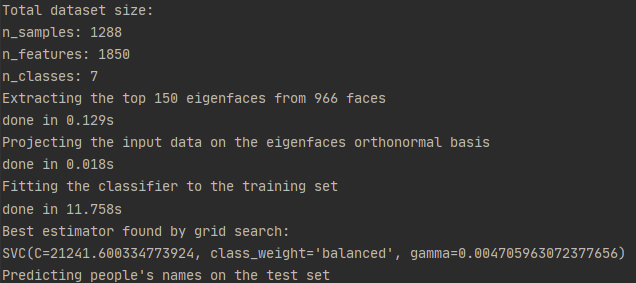 Total dataset size:
n_samples: 1288
n_features: 1850
n_classes: 7
Extracting the top 150 eigenfaces from 966 faces
done in 0.129s
Projecting the input data on the eigenfaces orthonormal basis
done in 0.018s
Fitting the classifier to the training set
done in 11.758s
Best estimator found by grid search:
SVC(C=21241.600334773924, class_weight='balanced', gamma=0.004705963072377656)
Predicting people's names on the test set